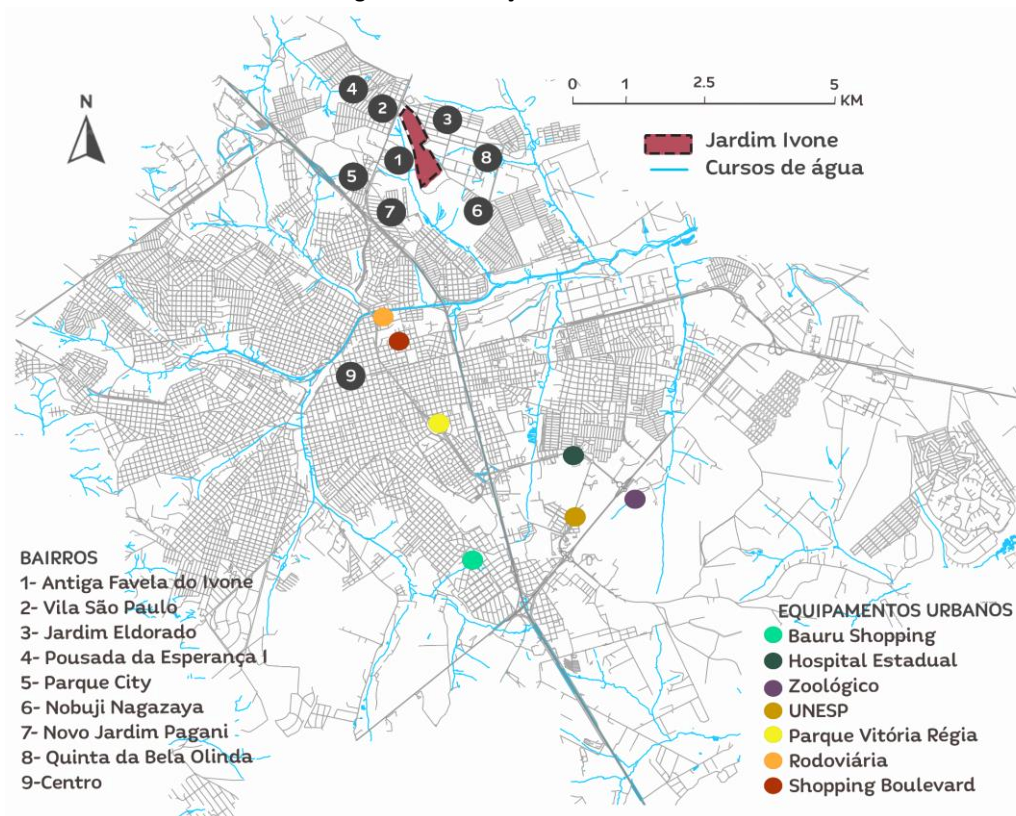 N
0 1 2.5 5
KM
Jardim Ivone
Cursos de água
4
2
3
1
8
5
7
6
9
BAIRROS
1- Antiga Favela do Ivone
2- Vila São Paulo
3- Jardim Eldorado
4- Pousada da Esperança I
5- Parque City
6- Nobuji Nagazaya
7- Novo Jardim Pagani
8- Quinta da Bela Olinda
9-Centro
EQUIPAMENTOS URBANOS
Bauru Shopping
Hospital Estadual
Zoológico
UNESP
Parque Vitória Régia
Rodoviária
Shopping Boulevard